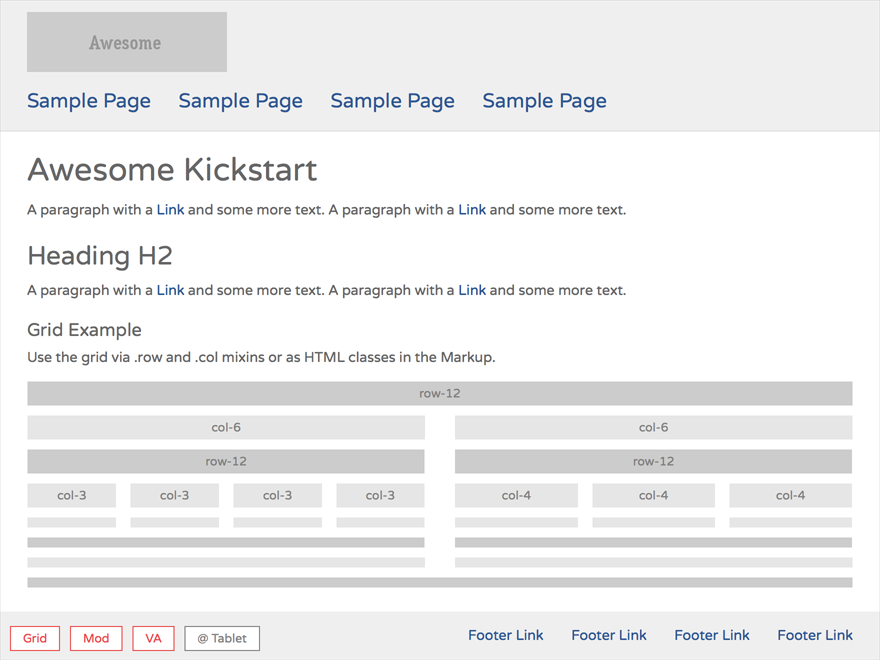 Awesome
Sample Page Sample Page Sample Page Sample Page
Awesome Kickstart
A paragraph with a Link and some more text. A paragraph with a Link and some more text.
Heading H2
A paragraph with a Link and some more text. A paragraph with a Link and some more text.
Grid Example
Use the grid via .row and .col mixins or as HTML classes in the Markup.
row-12
col-6 col-6
row-12 row-12
col-3 col-3 col-3 col-3 col-4 col-4 col-4
Grid Mod VA @ Tablet Footer Link Footer Link Footer Link Footer Link